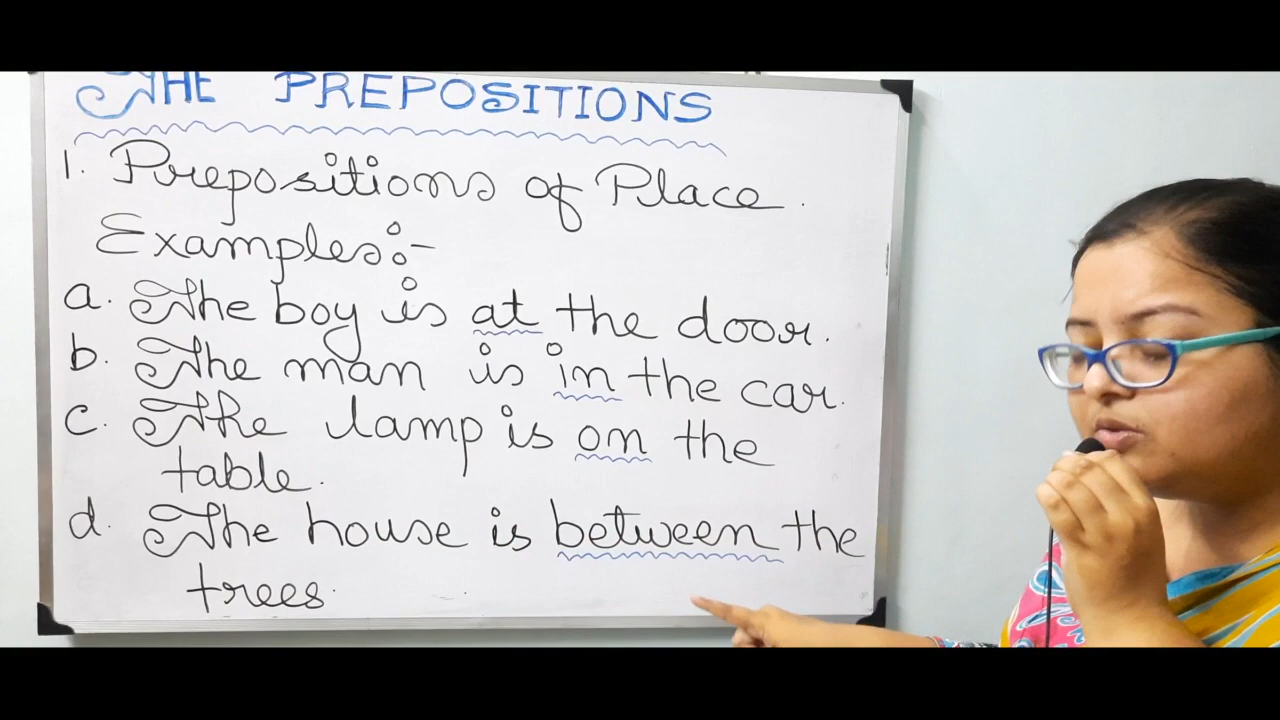 THE PREPOSITIONS
1. Prepositions of Place.
Examples:-
a. The boy is at the door.
b. The man is in the car.
c. The lamp is on the
table.
d. The house is between the
trees.